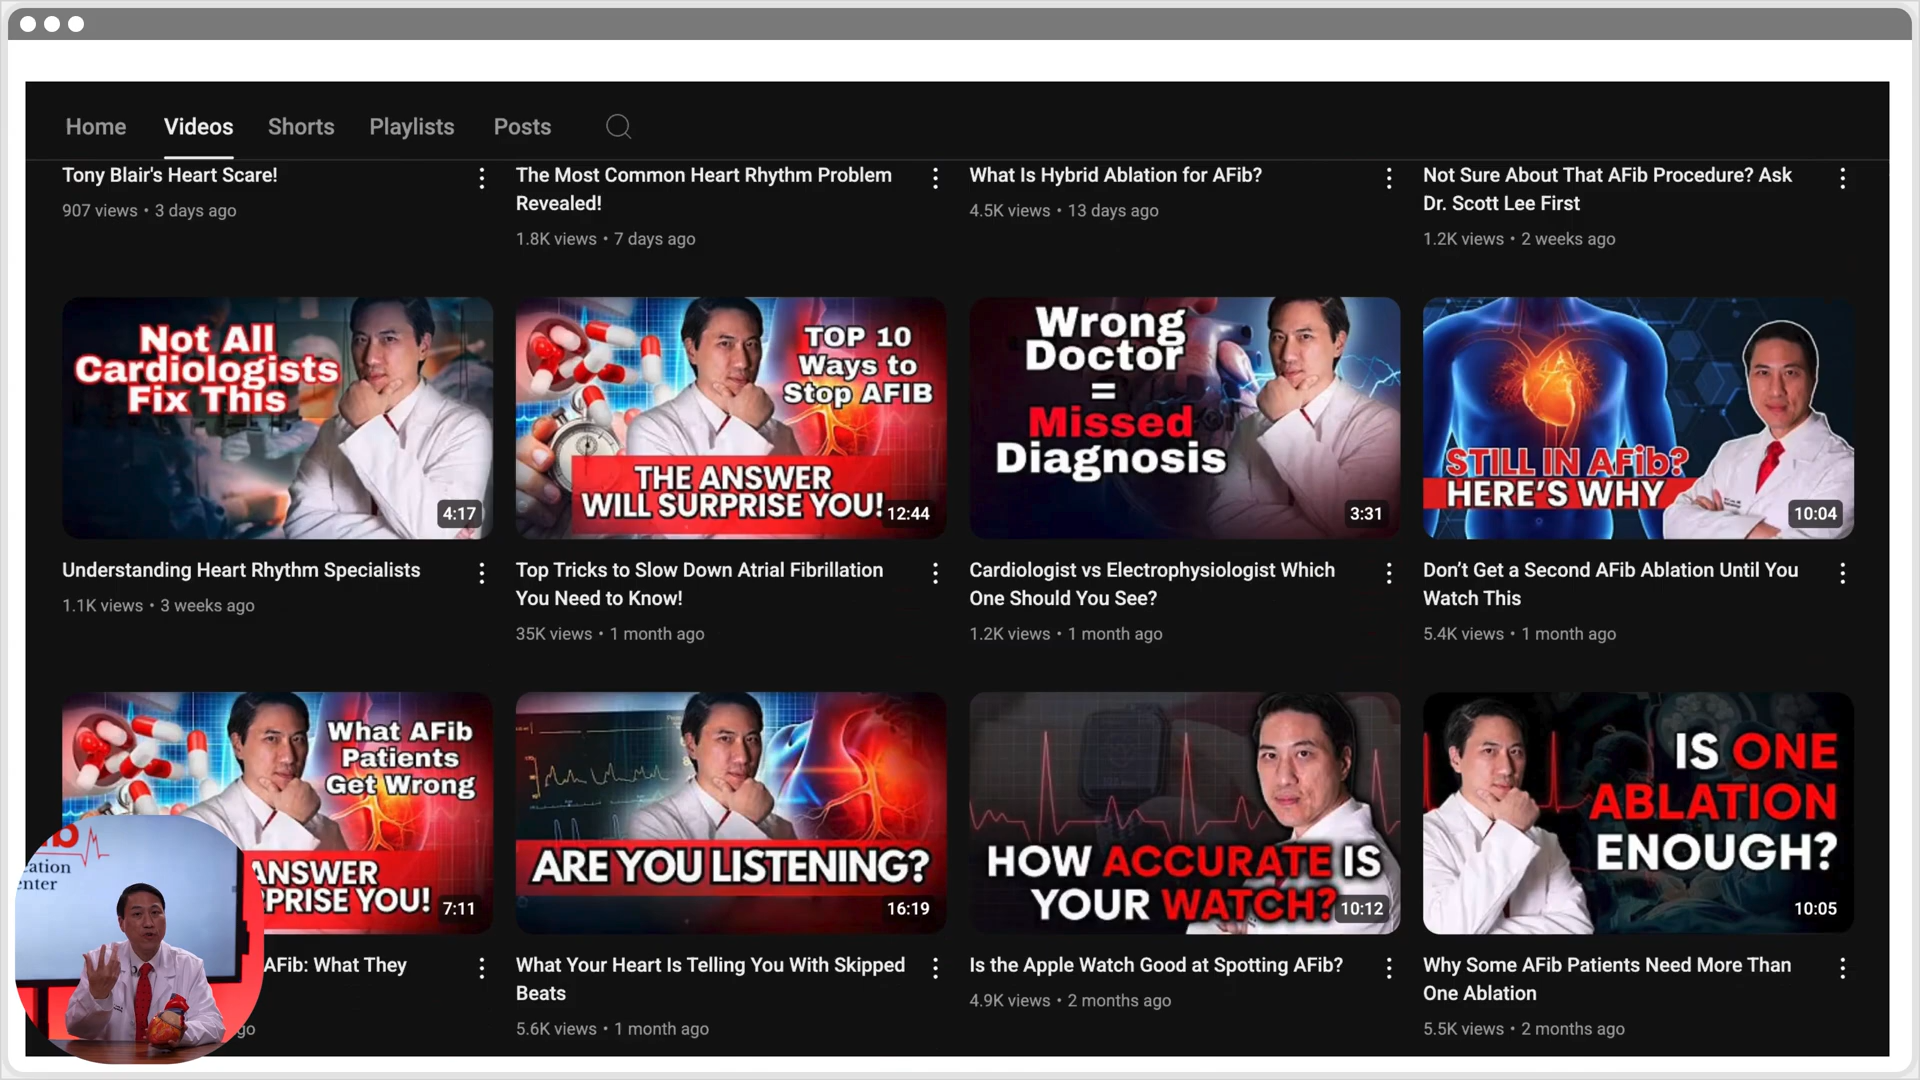 Home Videos Shorts Playlists Posts
Tony Blair's Heart Scare!
907 views • 3 days ago
The Most Common Heart Rhythm Problem
Revealed!
1.8K views • 7 days ago
What Is Hybrid Ablation for AFib?
4.5K views • 13 days ago
Not Sure About That AFib Procedure? Ask
Dr. Scott Lee First
1.2K views • 2 weeks ago
Not All
Cardiologists
Fix This
4:17
TOP 10
Ways to
Stop AFIB
THE ANSWER
WILL SURPRISE YOU!
12:44
Wrong
Doctor
=
Missed
Diagnosis
3:31
STILL IN AFib?
HERE'S WHY
10:04
Understanding Heart Rhythm Specialists
1.1K views • 3 weeks ago
Top Tricks to Slow Down Atrial Fibrillation
You Need to Know!
35K views • 1 month ago
Cardiologist vs Electrophysiologist Which
One Should You See?
1.2K views • 1 month ago
Don’t Get a Second AFib Ablation Until You
Watch This
5.4K views • 1 month ago
What AFib
Patients
Get Wrong
ANSWER
PRISE YOU!
7:11
ARE YOU LISTENING?
16:19
HOW ACCURATE IS
YOUR WATCH?
10:12
IS ONE
ABLATION
ENOUGH?
10:05
AFib: What They
go
What Your Heart Is Telling You With Skipped
Beats
5.6K views • 1 month ago
Is the Apple Watch Good at Spotting AFib?
4.9K views • 2 months ago
Why Some AFib Patients Need More Than
One Ablation
5.5K views • 2 months ago
b
cation
enter